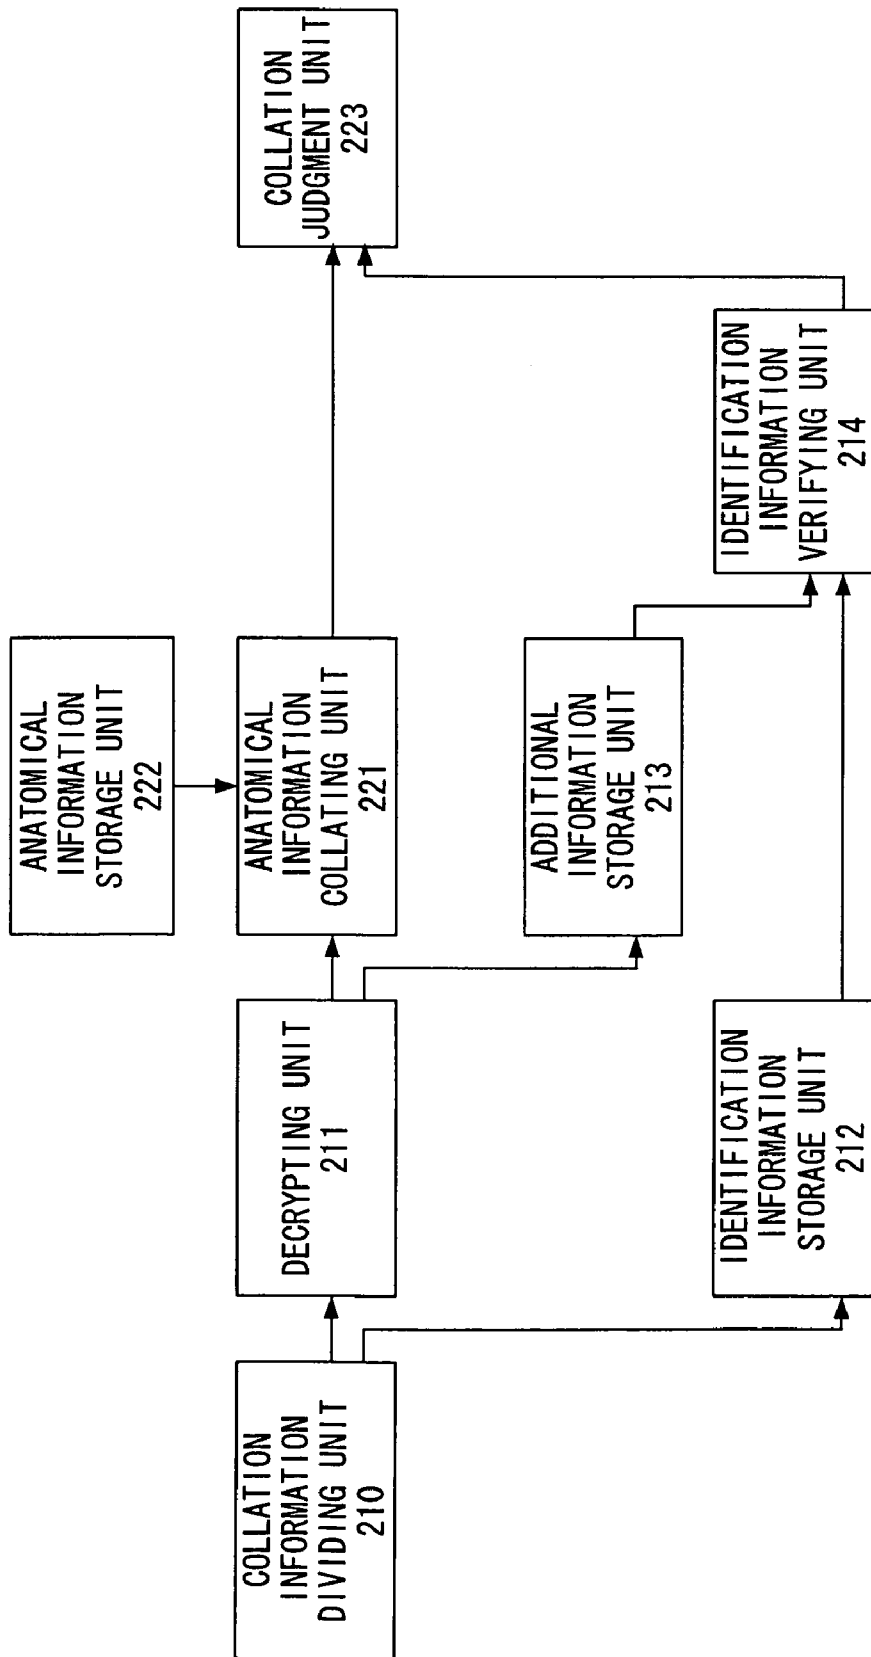 COLLATION
INFORMATION
DIVIDING UNIT
210
DECRYPTING UNIT
211
ANATOMICAL
INFORMATION
STORAGE UNIT
222
ANATOMICAL
INFORMATION
COLLATING UNIT
221
COLLATION
JUDGMENT UNIT
223
ADDITIONAL
INFORMATION
STORAGE UNIT
213
IDENTIFICATION
INFORMATION
STORAGE UNIT
212
IDENTIFICATION
INFORMATION
VERIFYING UNIT
214